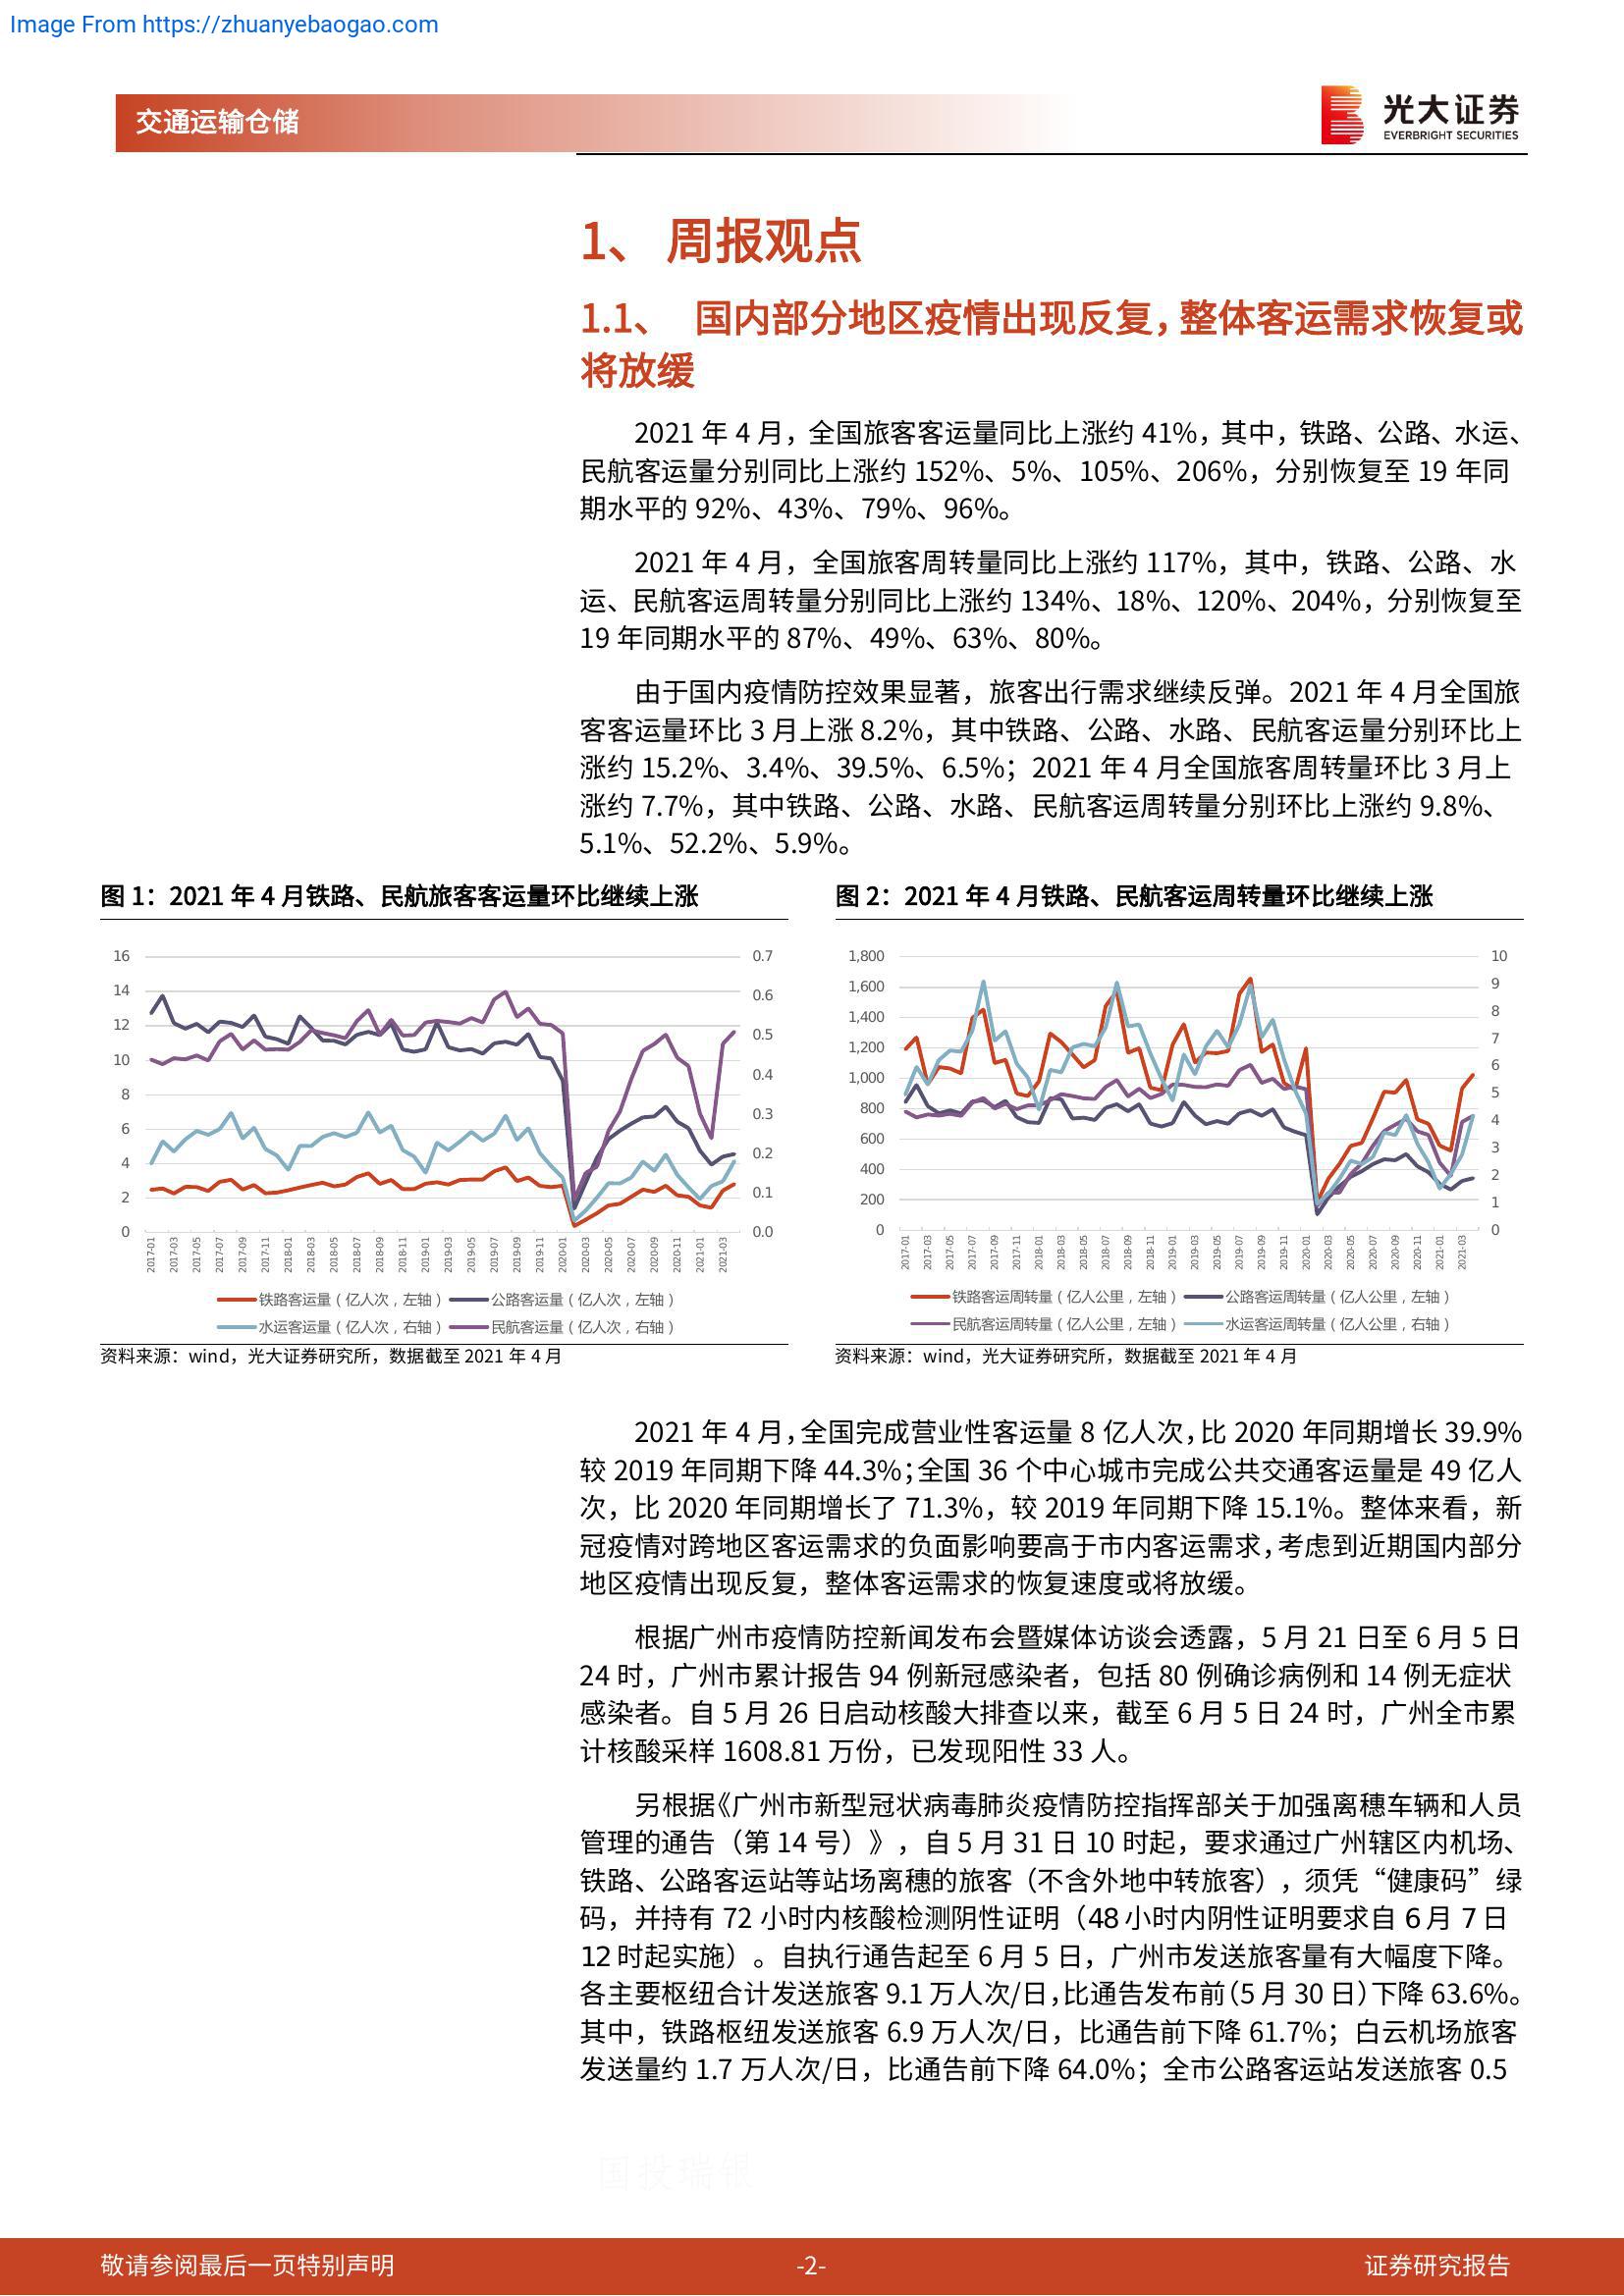 Image From https://zhuanyebaogao.com
交通运输仓储
光大证券
EVERBRIGHT SECURITIES
1、 周报观点
1.1、 国内部分地区疫情出现反复，整体客运需求恢复或
将放缓
2021 年 4 月，全国旅客客运量同比上涨约 41%，其中，铁路、公路、水运、
民航客运量分别同比上涨约 152%、5%、105%、206%，分别恢复至 19 年同
期水平的 92%、43%、79%、96%。
2021 年 4 月，全国旅客周转量同比上涨约 117%，其中，铁路、公路、水
运、民航客运周转量分别同比上涨约 134%、18%、120%、204%，分别恢复至
19 年同期水平的 87%、49%、63%、80%。
由于国内疫情防控效果显著，旅客出行需求继续反弹。2021 年 4 月全国旅
客客运量环比 3 月上涨 8.2%，其中铁路、公路、水路、民航客运量分别环比上
涨约 15.2%、3.4%、39.5%、6.5%；2021 年 4 月全国旅客周转量环比 3 月上
涨约 7.7%，其中铁路、公路、水路、民航客运周转量分别环比上涨约 9.8%、
5.1%、52.2%、5.9%。
图 1：2021 年 4 月铁路、民航旅客客运量环比继续上涨
16
14
12
10
8
6
4
2
0
0.7
0.6
0.5
0.4
0.3
0.2
0.1
0.0
2017-01
2017-03
2017-05
2017-07
2017-09
2017-11
2018-01
2018-03
2018-05
2018-07
2018-09
2018-11
2019-01
2019-03
2019-05
2019-07
2019-09
2019-11
2020-01
2020-03
2020-05
2020-07
2020-09
2020-11
2021-01
2021-03
铁路客运量（亿人次，左轴）
公路客运量（亿人次，左轴）
水运客运量（亿人次，右轴）
民航客运量（亿人次，右轴）
资料来源：wind，光大证券研究所，数据截至 2021 年 4 月
图 2：2021 年 4 月铁路、民航客运周转量环比继续上涨
1,800
1,600
1,400
1,200
1,000
800
600
400
200
0
10
9
8
7
6
5
4
3
2
1
0
2017-01
2017-03
2017-05
2017-07
2017-09
2017-11
2018-01
2018-03
2018-05
2018-07
2018-09
2018-11
2019-01
2019-03
2019-05
2019-07
2019-09
2019-11
2020-01
2020-03
2020-05
2020-07
2020-09
2020-11
2021-01
2021-03
铁路客运周转量（亿人公里，左轴）
公路客运周转量（亿人公里，左轴）
民航客运周转量（亿人公里，左轴）
水运客运周转量（亿人公里，右轴）
资料来源：wind，光大证券研究所，数据截至 2021 年 4 月
2021 年 4 月，全国完成营业性客运量 8 亿人次，比 2020 年同期增长 39.9%
较 2019 年同期下降 44.3%；全国 36 个中心城市完成公共交通客运量是 49 亿人
次，比 2020 年同期增长了 71.3%，较 2019 年同期下降 15.1%。整体来看，新
冠疫情对跨地区客运需求的负面影响要高于市内客运需求，考虑到近期国内部分
地区疫情出现反复，整体客运需求的恢复速度或将放缓。
根据广州市疫情防控新闻发布会暨媒体访谈会透露，5 月 21 日至 6 月 5 日
24 时，广州市累计报告 94 例新冠感染者，包括 80 例确诊病例和 14 例无症状
感染者。自 5 月 26 日启动核酸大排查以来，截至 6 月 5 日 24 时，广州全市累
计核酸采样 1608.81 万份，已发现阳性 33 人。
另根据《广州市新型冠状病毒肺炎疫情防控指挥部关于加强离穗车辆和人员
管理的通告（第 14 号）》，自 5 月 31 日 10 时起，要求通过广州辖区内机场、
铁路、公路客运站等站场离穗的旅客（不含外地中转旅客），须凭“健康码”绿
码，并持有 72 小时内核酸检测阴性证明（48 小时内阴性证明要求自 6 月 7 日
12 时起实施）。自执行通告起至 6 月 5 日，广州市发送旅客量有大幅度下降。
各主要枢纽合计发送旅客 9.1 万人次/日，比通告发布前（5 月 30 日）下降 63.6%。
其中，铁路枢纽发送旅客 6.9 万人次/日，比通告前下降 61.7%；白云机场旅客
发送量约 1.7 万人次/日，比通告前下降 64.0%；全市公路客运站发送旅客 0.5
国投瑞银
敬请参阅最后一页特别声明
-2-
证券研究报告